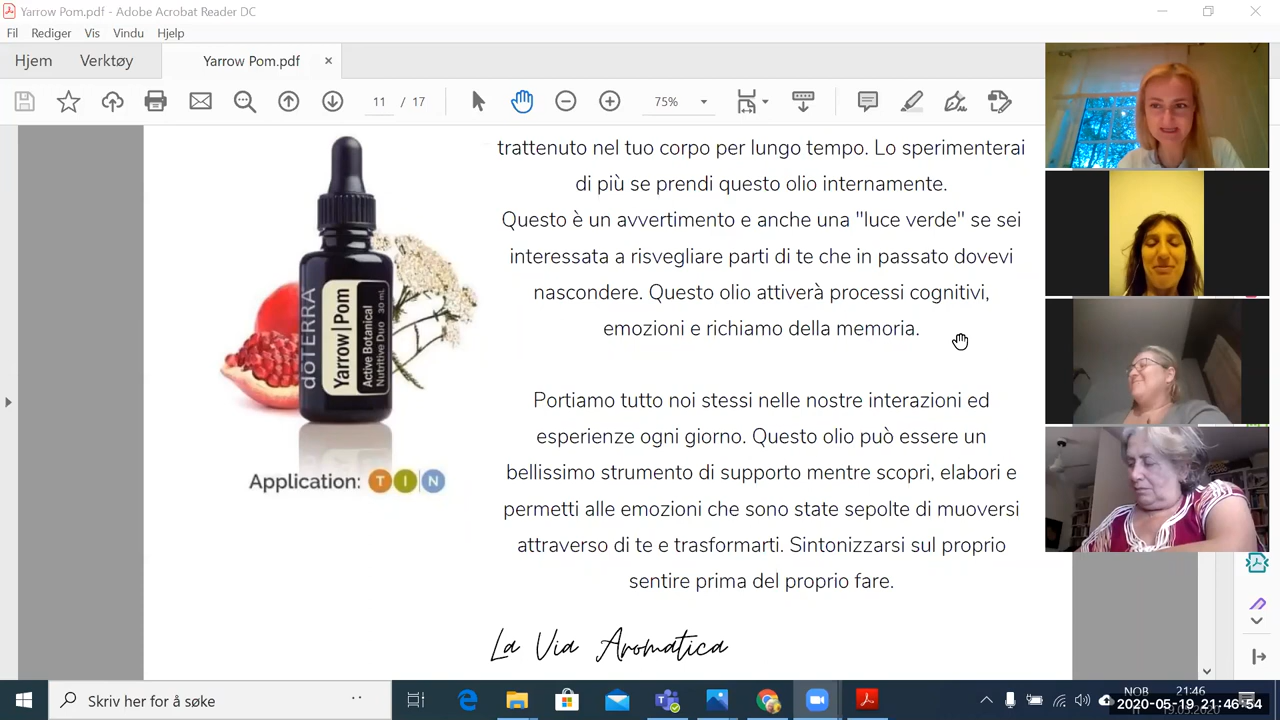 Yarrow Pom.pdf - Adobe Acrobat Reader DC
Fil Rediger Vis Vindu Hjelp
Hjem Verktøy Yarrow Pom.pdf ×
11 / 17 75%
trattenuto nel tuo corpo per lungo tempo. Lo sperimenterai
di più se prendi questo olio internamente.
Questo è un avvertimento e anche una "luce verde" se sei
interessata a risvegliare parti di te che in passato dovevi
nascondere. Questo olio attiverà processi cognitivi,
emozioni e richiamo della memoria.
dōTERRA
Yarrow|Pom
Active Botanical
Nutritive Duo 30 mL
Application: T I N
Portiamo tutto noi stessi nelle nostre interazioni ed
esperienze ogni giorno. Questo olio può essere un
bellissimo strumento di supporto mentre scopri, elabori e
permetti alle emozioni che sono state sepolte di muoversi
attraverso di te e trasformarti. Sintonizzarsi sul proprio
sentire prima del proprio fare.
La Via Aromatica
Skriv her for å søke
NOB 21:46
2020-05-19 21:46:54